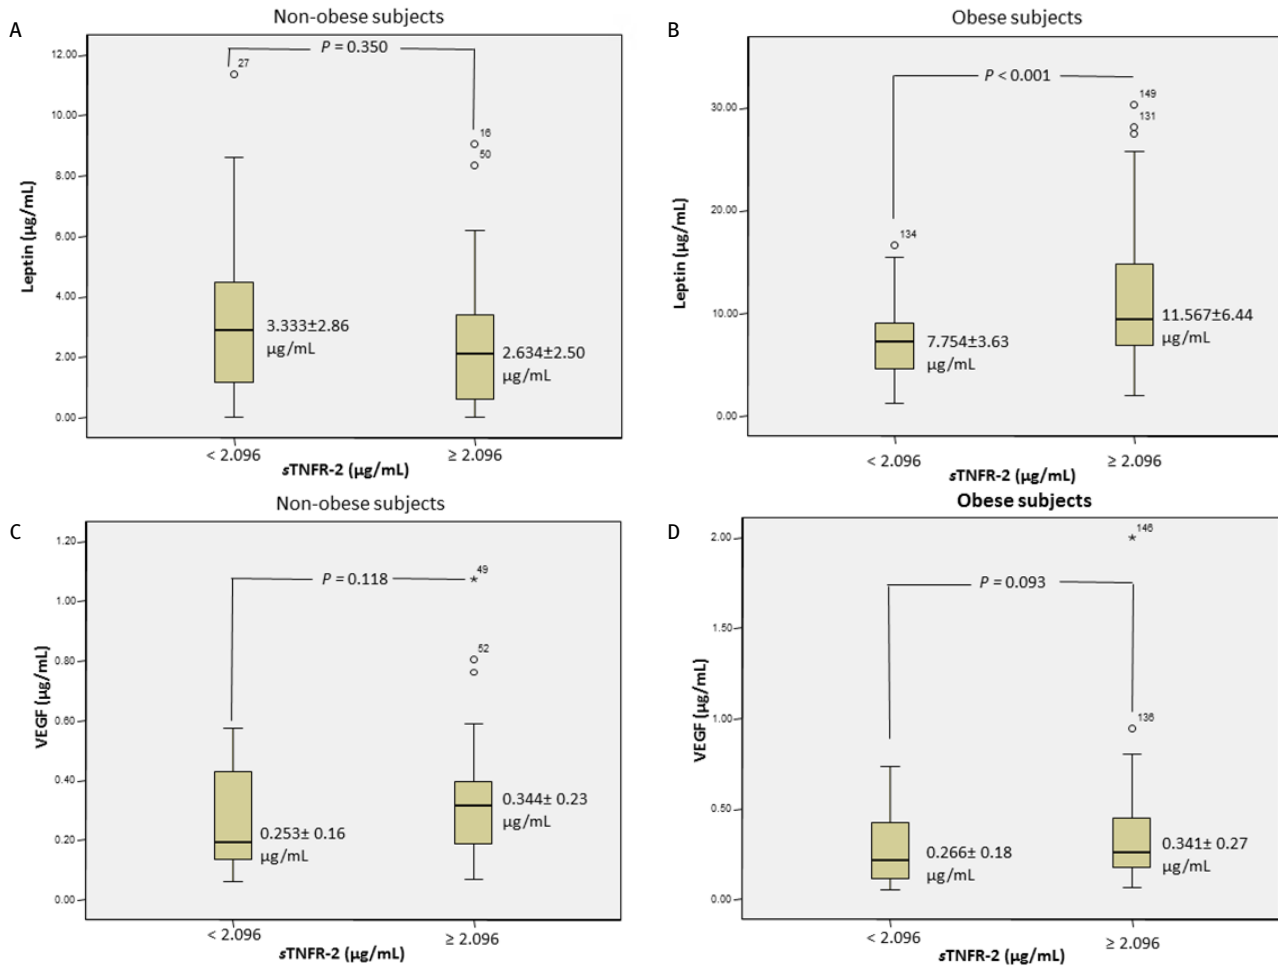 A
Non-obese subjects
P = 0.350
12.00
10.00
8.00
6.00
4.00
2.00
0.00
Leptin (µg/mL)
27
16
50
3.333±2.86
µg/mL
2.634±2.50
µg/mL
< 2.096
≥ 2.096
sTNFR-2 (µg/mL)
B
Obese subjects
P < 0.001
30.00
20.00
10.00
0.00
Leptin (µg/mL)
149
131
134
7.754±3.63
µg/mL
11.567±6.44
µg/mL
< 2.096
≥ 2.096
sTNFR-2 (µg/mL)
C
Non-obese subjects
P = 0.118
1.20
1.00
0.80
0.60
0.40
0.20
0.00
VEGF (µg/mL)
49
52
0.253± 0.16
µg/mL
0.344± 0.23
µg/mL
< 2.096
≥ 2.096
sTNFR-2 (µg/mL)
D
Obese subjects
P = 0.093
2.00
1.50
1.00
0.50
0.00
VEGF (µg/mL)
146
136
0.266± 0.18
µg/mL
0.341± 0.27
µg/mL
< 2.096
≥ 2.096
sTNFR-2 (µg/mL)